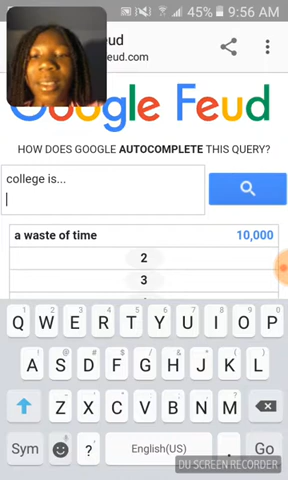 45% 9:56 AM
eud
eud.com
Google Feud
HOW DOES GOOGLE AUTOCOMPLETE THIS QUERY?
college is...
a waste of time 10,000
2
3
Q W E R T Y U I O P
! @ # $ % & * ( )
A S D F G H J K L
Z X C V B N M
Sym ? English(US) . Go
DU SCREEN RECORDER